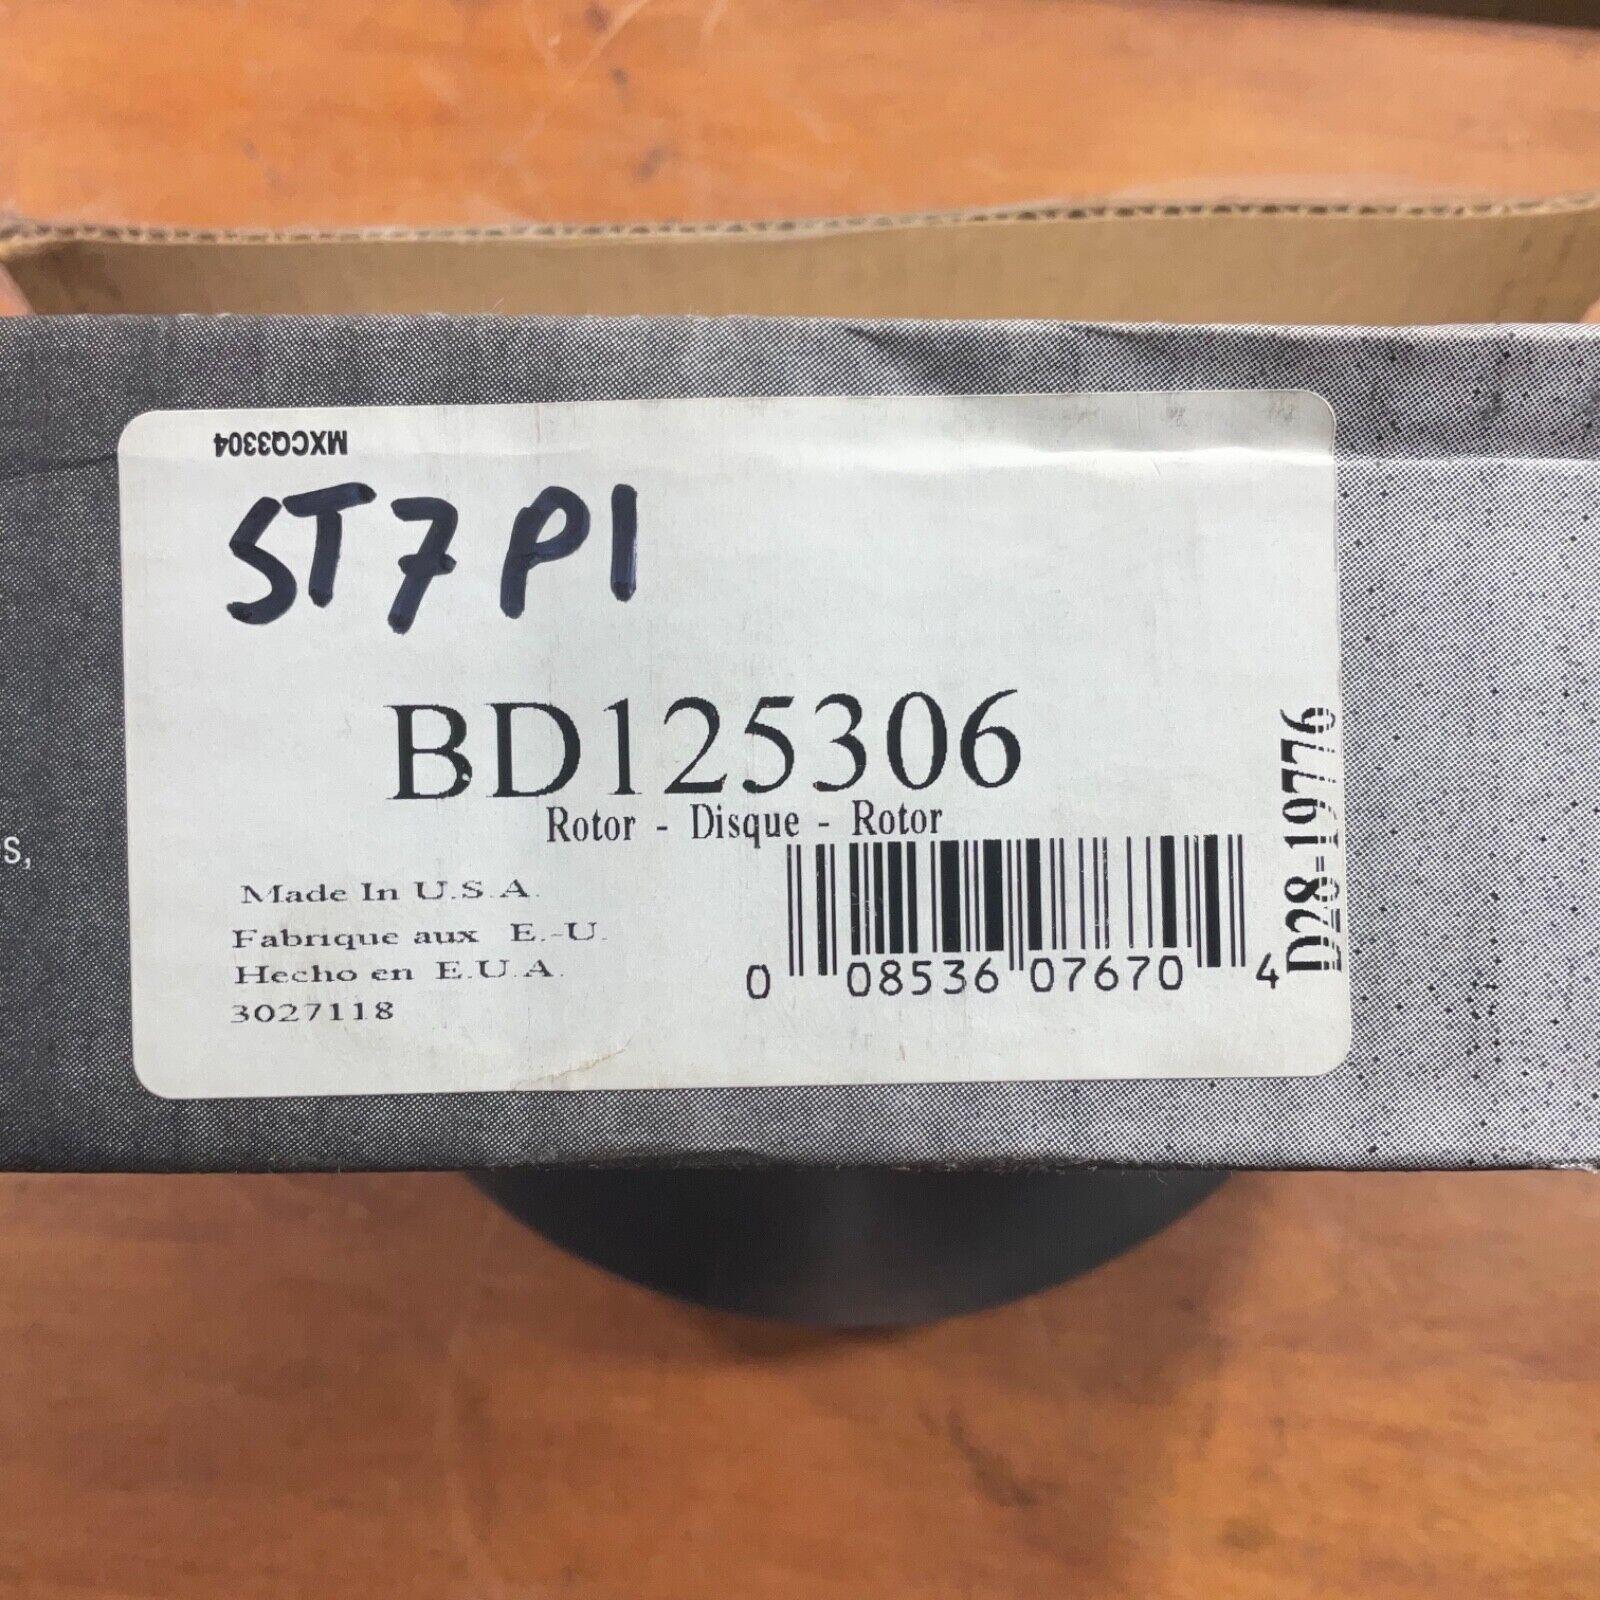 MXCQ3304
ST7 P1
BD125306
Rotor - Disque - Rotor
s,
Made In U.S.A.
Fabrique aux E.-U.
Hecho en E.U.A.
3027118
0 08536 07670 4
D78-19776